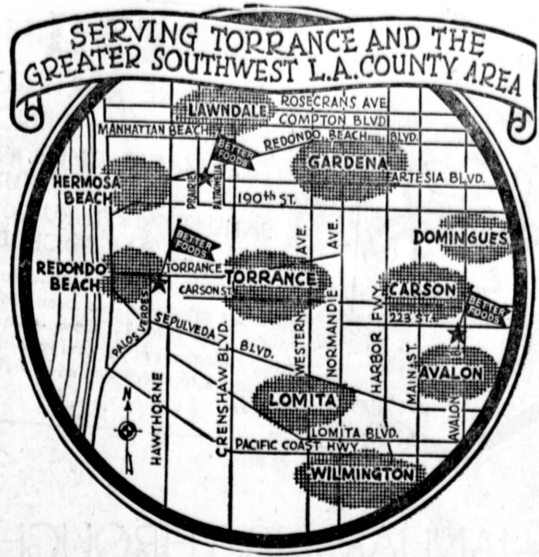 SERVING TORRANCE AND THE
GREATER SOUTHWEST L.A. COUNTY AREA
LAWNDALE
ROSECRANS AVE
COMPTON BLVD
MANHATTAN BEACH
REDONDO BEACH BLVD.
BETTER
FOODS
GARDENA
HERMOSA
BEACH
PRAIRIE
ARTESIA BLVD.
190th ST.
DOMINGUES
BETTER
FOODS
REDONDO
BEACH
TORRANCE
TORRANCE
CARSON ST.
WESTERN AVE.
NORMANDIE AVE.
CARSON
BETTER
FOODS
223 ST.
PALOS VERDES
SEPULVEDA BLVD.
HARBOR FWY
MAIN ST.
AVALON
AVALON BL
HAWTHORNE
CRENSHAW BLVD.
LOMITA
N
LOMITA BLVD.
PACIFIC COAST HWY.
WILMINGTON